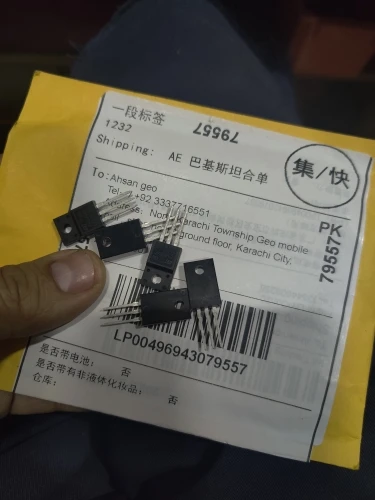 一段标签
79557
1232
Shipping: AE 巴基斯坦合单
集/快
To: Ahsan geo
Tel: +92 3337716551
Karachi Township Geo mobile
ground floor, Karachi City,
PK
79557
LP00496943079557
是否带电池: 否
是否带有非液体化妆品: 否
仓库: